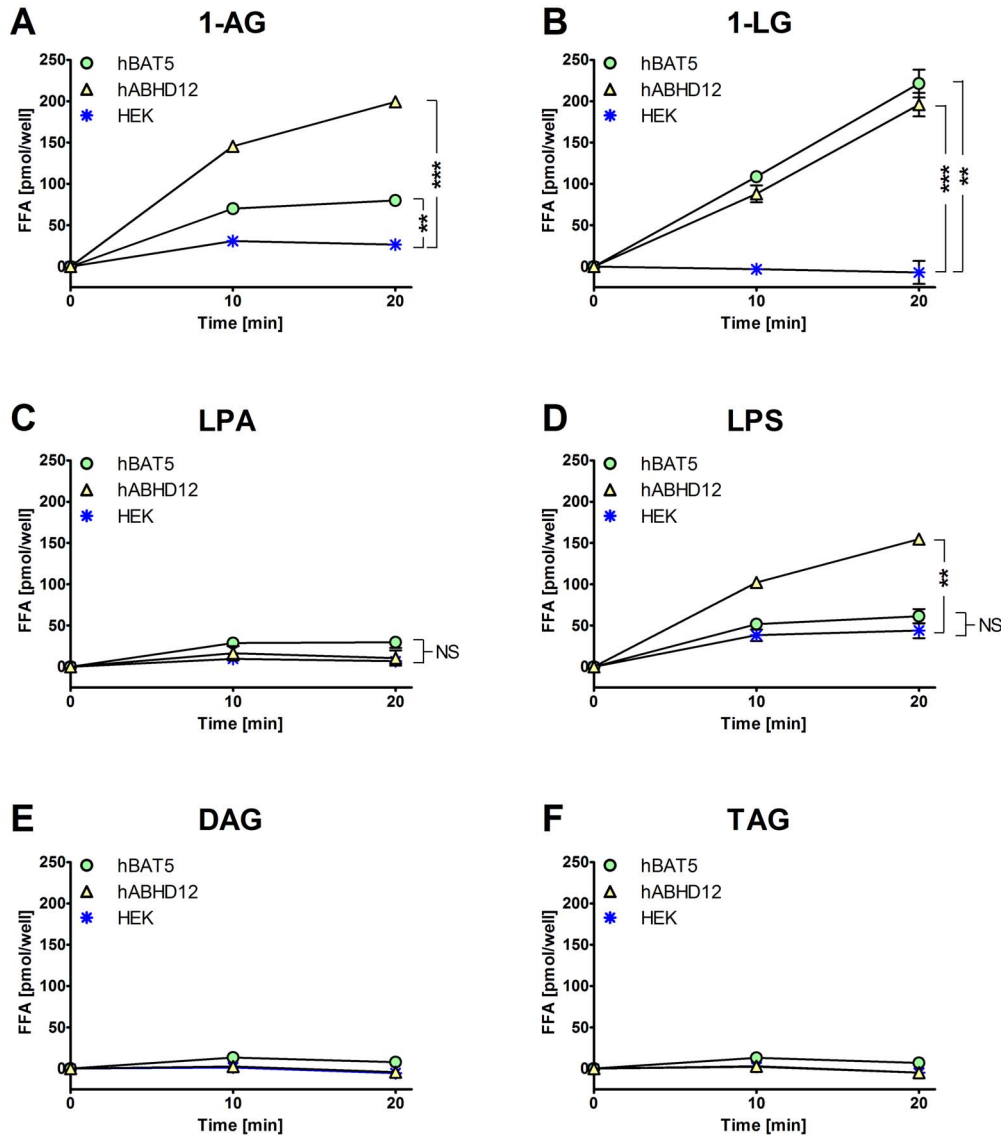 A 1-AG
FFA [pmol/well]
250
200
150
100
50
0
hBAT5
hABHD12
HEK
**
***
0 10 20
Time [min]
B 1-LG
FFA [pmol/well]
250
200
150
100
50
0
hBAT5
hABHD12
HEK
***
**
0 10 20
Time [min]
C LPA
FFA [pmol/well]
250
200
150
100
50
0
hBAT5
hABHD12
HEK
NS
0 10 20
Time [min]
D LPS
FFA [pmol/well]
250
200
150
100
50
0
hBAT5
hABHD12
HEK
**
NS
0 10 20
Time [min]
E DAG
FFA [pmol/well]
250
200
150
100
50
0
hBAT5
hABHD12
HEK
0 10 20
Time [min]
F TAG
FFA [pmol/well]
250
200
150
100
50
0
hBAT5
hABHD12
HEK
0 10 20
Time [min]